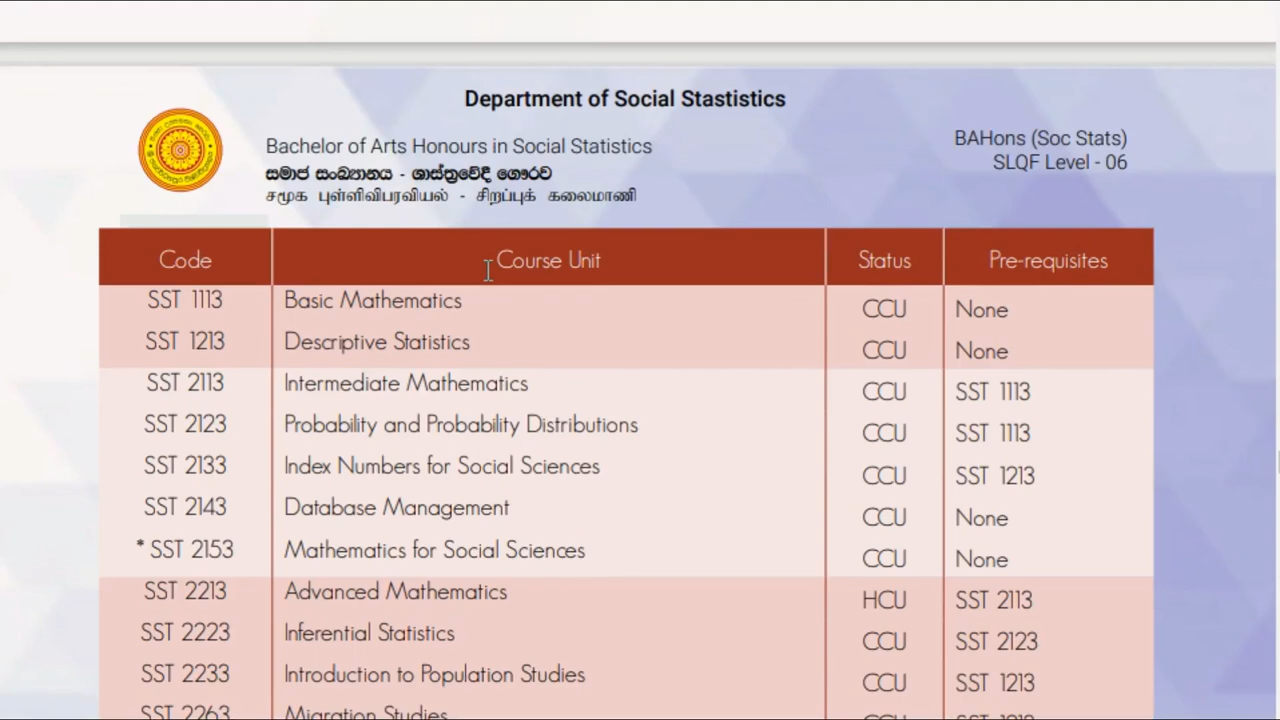 Department of Social Stastistics
Bachelor of Arts Honours in Social Statistics
සමාජ සංඛ්‍යානය - ශාස්ත්‍රවේදී ගෞරව
சமூக புள்ளிவிபரவியல் - சிறப்புக் கலைமாணி
BAHons (Soc Stats)
SLQF Level - 06
Code Course Unit Status Pre-requisites
SST 1113 Basic Mathematics CCU None
SST 1213 Descriptive Statistics CCU None
SST 2113 Intermediate Mathematics CCU SST 1113
SST 2123 Probability and Probability Distributions CCU SST 1113
SST 2133 Index Numbers for Social Sciences CCU SST 1213
SST 2143 Database Management CCU None
* SST 2153 Mathematics for Social Sciences CCU None
SST 2213 Advanced Mathematics HCU SST 2113
SST 2223 Inferential Statistics CCU SST 2123
SST 2233 Introduction to Population Studies CCU SST 1213
SST 2263 Migration Studies CCU